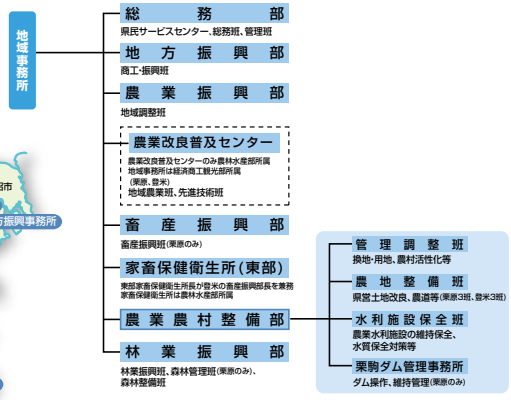 地域事務所
総務部
県民サービスセンター、総務班、管理班
地方振興部
商工・振興班
農業振興部
地域調整班
農業改良普及センター
農業改良普及センターのみ農林水産部所属
地域事務所は経済商工観光部所属
(栗原、登米)
地域農業班、先進技術班
畜産振興部
畜産振興班(栗原のみ)
家畜保健衛生所(東部)
東部家畜保健衛生所長が登米の畜産振興部長を兼務
家畜保健衛生所は農林水産部所属
農業農村整備部
林業振興部
林業振興班、森林管理班(栗原のみ)、
森林整備班
管理調整班
換地・用地、農村活性化等
農地整備班
県営土地改良、農道等(栗原3班、登米3班)
水利施設保全班
農業水利施設の維持保全、
水質保全対策等
栗駒ダム管理事務所
ダム操作、維持管理(栗原のみ)
沼市
方振興事務所